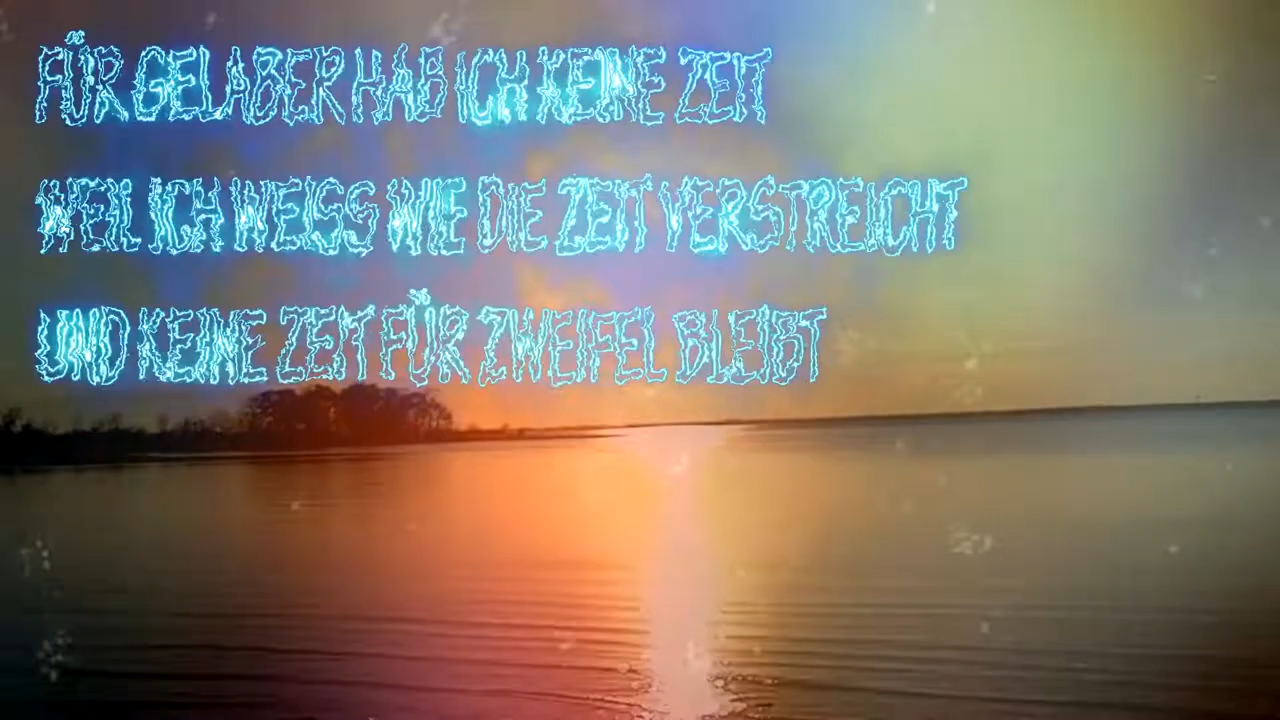 FÜR GELABER HAB ICH KEINE ZEIT
WEIL ICH WEISS WIE DIE ZEIT VERSTREICHT
UND KEINE ZEIT FÜR ZWEIFEL BLEIBT